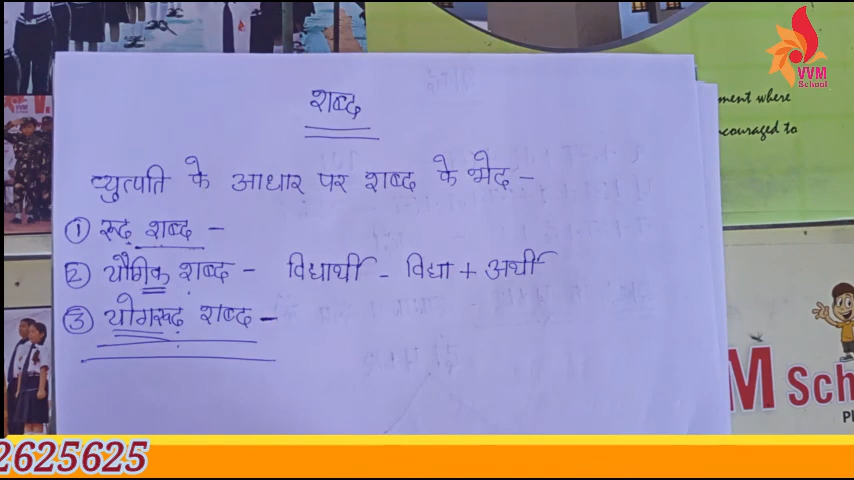 VVM
School
ment where
couraged to
शब्द
व्युत्पति के आधार पर शब्द के भेद -
① रूढ़ शब्द -
② यौगिक शब्द - विद्यार्थी - विद्या + अर्थी
③ योगरूढ़ शब्द -
M Sch
2625625